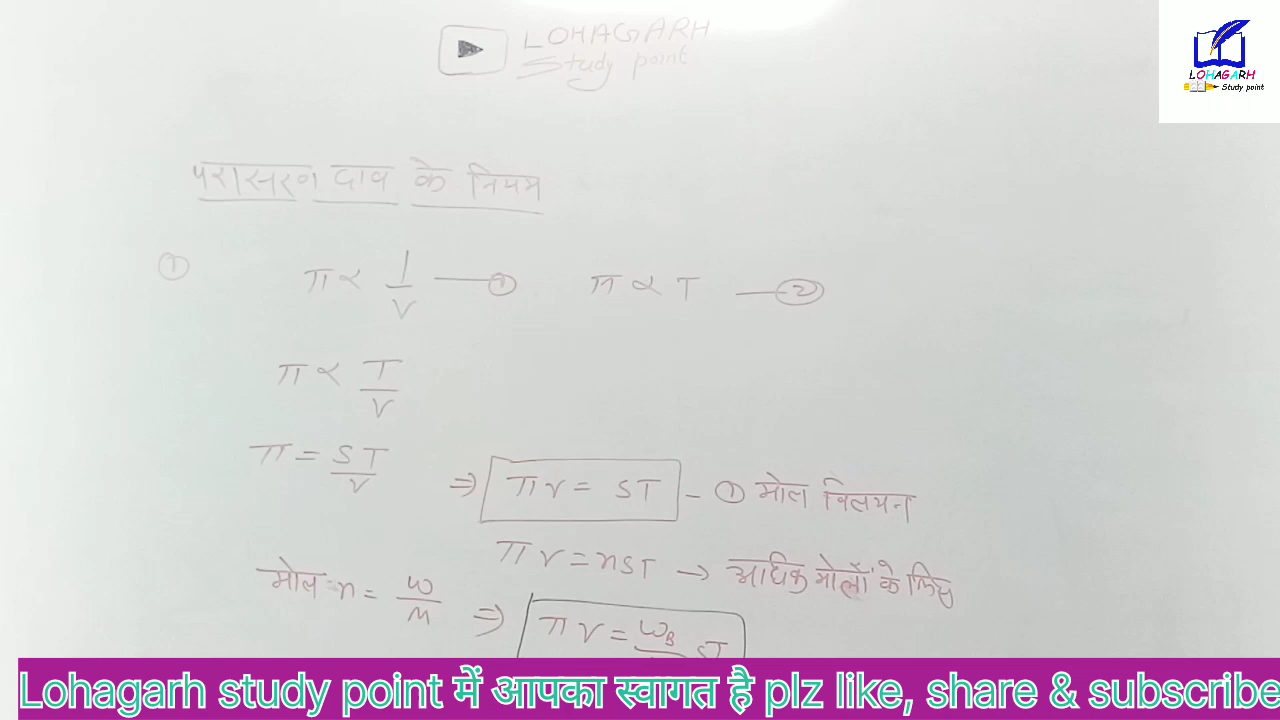 LOHAGARH
Study point
LOHAGARH
Study point
परासरण दाब के नियम
① π ∝ 1/V —① π ∝ T —②
π ∝ T/V
π = ST/V ⇒ πV = ST - ① मोल विलयन
πV = nST → अधिक मोलों के लिए
मोल n = w/M ⇒ πV = w_B ST
Lohagarh study point में आपका स्वागत है plz like, share & subscribe